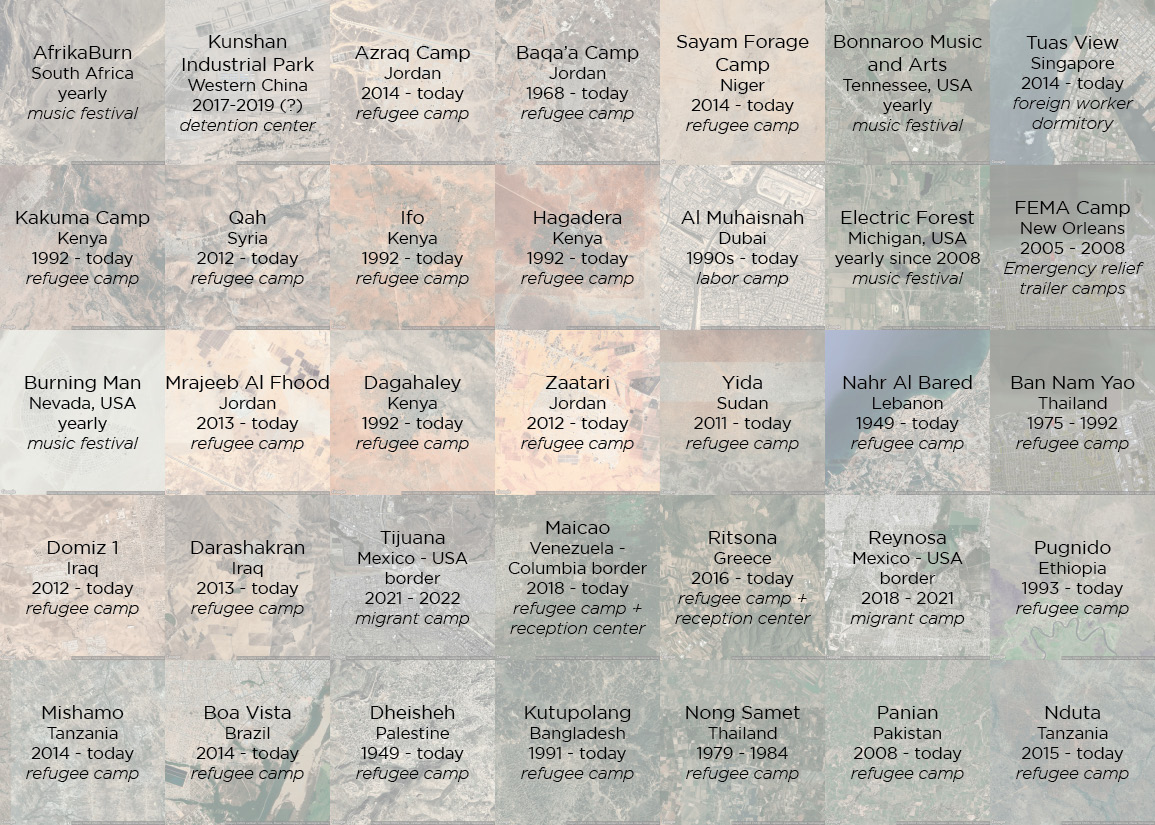 AfrikaBurn
South Africa
yearly
music festival
Kunshan
Industrial Park
Western China
2017-2019 (?)
detention center
Azraq Camp
Jordan
2014 - today
refugee camp
Baqa'a Camp
Jordan
1968 - today
refugee camp
Sayam Forage
Camp
Niger
2014 - today
refugee camp
Bonnaroo Music
and Arts
Tennessee, USA
yearly
music festival
Tuas View
Singapore
2014 - today
foreign worker
dormitory
Kakuma Camp
Kenya
1992 - today
refugee camp
Qah
Syria
2012 - today
refugee camp
Ifo
Kenya
1992 - today
refugee camp
Hagadera
Kenya
1992 - today
refugee camp
Al Muhaisnah
Dubai
1990s - today
labor camp
Electric Forest
Michigan, USA
yearly since 2008
music festival
FEMA Camp
New Orleans
2005 - 2008
Emergency relief
trailer camps
Burning Man
Nevada, USA
yearly
music festival
Mrajeeb Al Fhood
Jordan
2013 - today
refugee camp
Dagahaley
Kenya
1992 - today
refugee camp
Zaatari
Jordan
2012 - today
refugee camp
Yida
Sudan
2011 - today
refugee camp
Nahr Al Bared
Lebanon
1949 - today
refugee camp
Ban Nam Yao
Thailand
1975 - 1992
refugee camp
Domiz 1
Iraq
2012 - today
refugee camp
Darashakran
Iraq
2013 - today
refugee camp
Tijuana
Mexico - USA
border
2021 - 2022
migrant camp
Maicao
Venezuela -
Columbia border
2018 - today
refugee camp +
reception center
Ritsona
Greece
2016 - today
refugee camp +
reception center
Reynosa
Mexico - USA
border
2018 - 2021
migrant camp
Pugnido
Ethiopia
1993 - today
refugee camp
Mishamo
Tanzania
2014 - today
refugee camp
Boa Vista
Brazil
2014 - today
refugee camp
Dheisheh
Palestine
1949 - today
refugee camp
Kutupolang
Bangladesh
1991 - today
refugee camp
Nong Samet
Thailand
1979 - 1984
refugee camp
Panian
Pakistan
2008 - today
refugee camp
Nduta
Tanzania
2015 - today
refugee camp